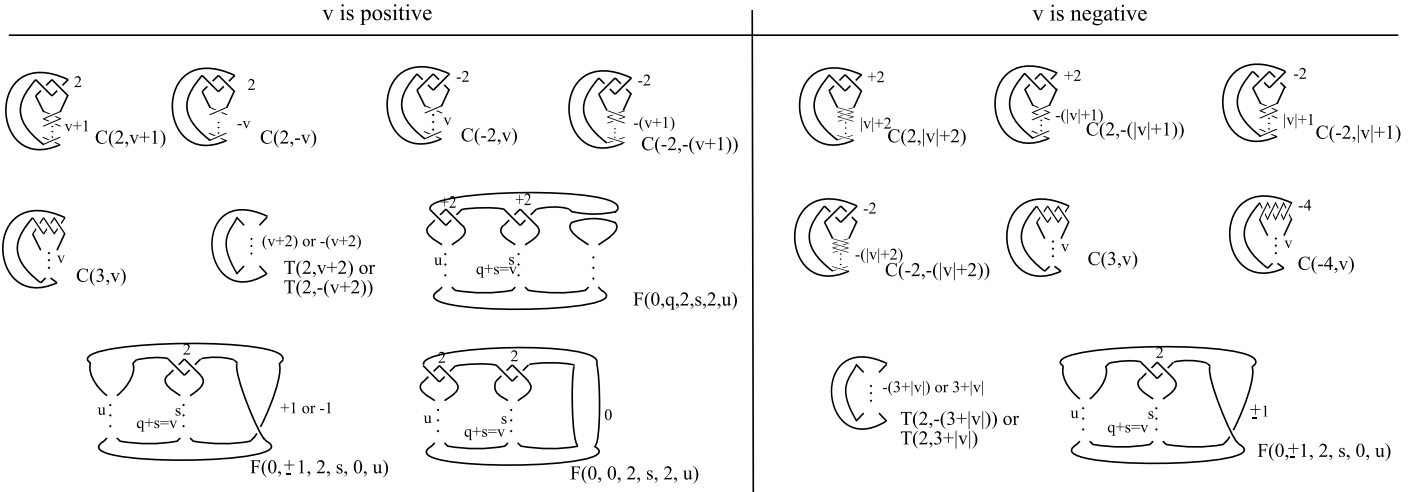 v is positive
v is negative
2
v+1
C(2,v+1)
2
-v
C(2,-v)
-2
v
C(-2,v)
-2
-(v+1)
C(-2,-(v+1))
+2
|v|+2
C(2,|v|+2)
+2
-(|v|+1)
C(2,-(|v|+1))
-2
|v|+1
C(-2,|v|+1)
v
C(3,v)
(v+2) or -(v+2)
T(2,v+2) or
T(2,-(v+2))
+2
+2
u
s
q+s=v
F(0,q,2,s,2,u)
-2
-(|v|+2)
C(-2,-(|v|+2))
v
C(3,v)
-4
v
C(-4,v)
2
u
s
q+s=v
+1 or -1
F(0,±1, 2, s, 0, u)
2
2
u
s
q+s=v
0
F(0, 0, 2, s, 2, u)
-(3+|v|) or 3+|v|
T(2,-(3+|v|)) or
T(2,3+|v|)
2
u
s
q+s=v
±1
F(0,±1, 2, s, 0, u)